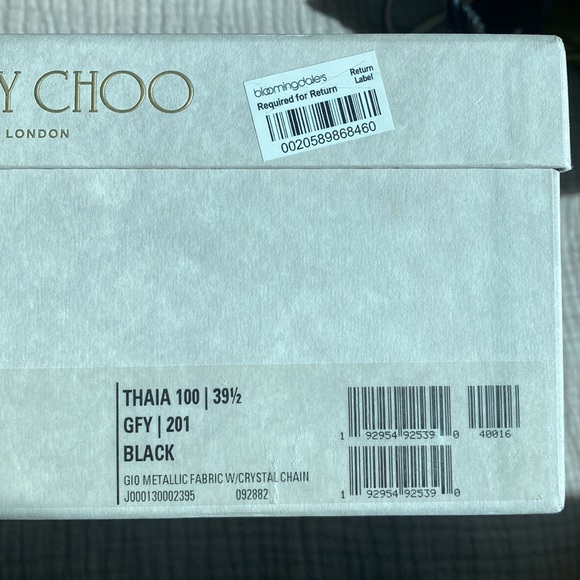 Y CHOO
LONDON
bloomingdale's
Return
Label
Required for Return
0020589868460
THAIA 100 | 39½
GFY | 201
BLACK
GIO METALLIC FABRIC W/CRYSTAL CHAIN
J000130002395 092882
1 92954 92539 0 40016
1 92954 92539 0